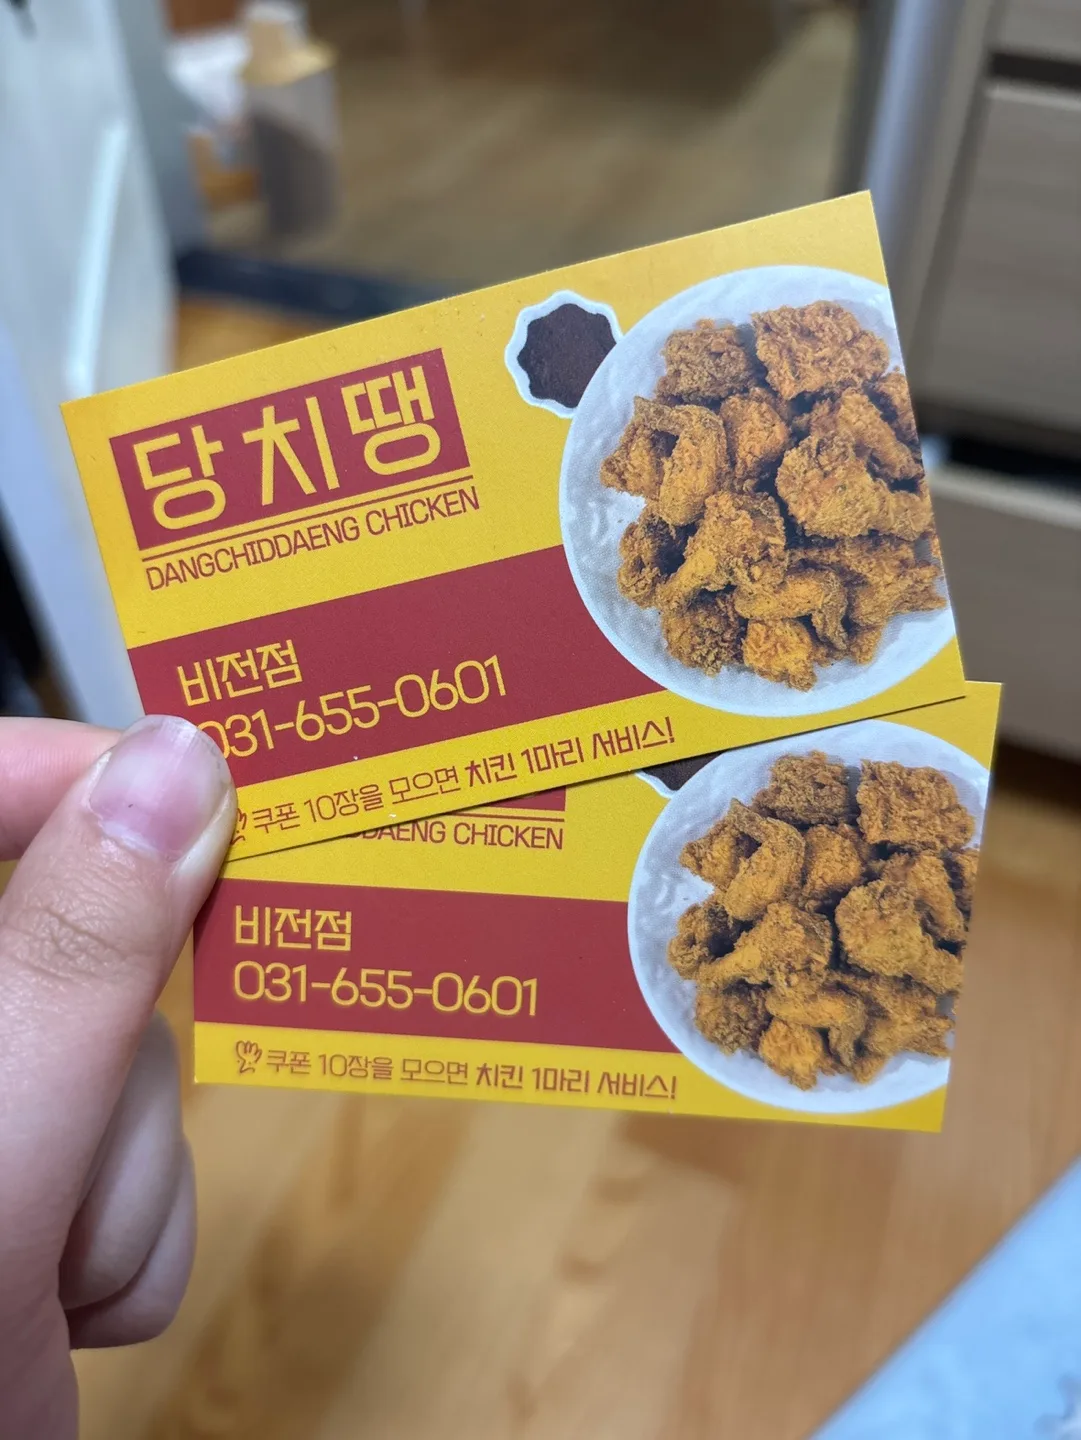 당치땡
DANGCHIDDAENG CHICKEN
비전점
031-655-0601
쿠폰 10장을 모으면 치킨 1마리 서비스!
DAENG CHICKEN
비전점
031-655-0601
쿠폰 10장을 모으면 치킨 1마리 서비스!